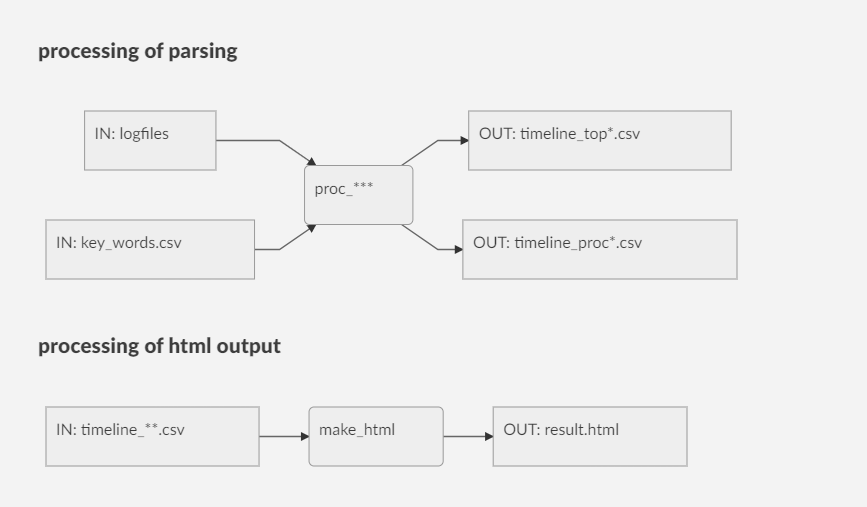 processing of parsing
IN: logfiles
OUT: timeline_top*.csv
proc_***
IN: key_words.csv
OUT: timeline_proc*.csv
processing of html output
IN: timeline_**.csv
make_html
OUT: result.html